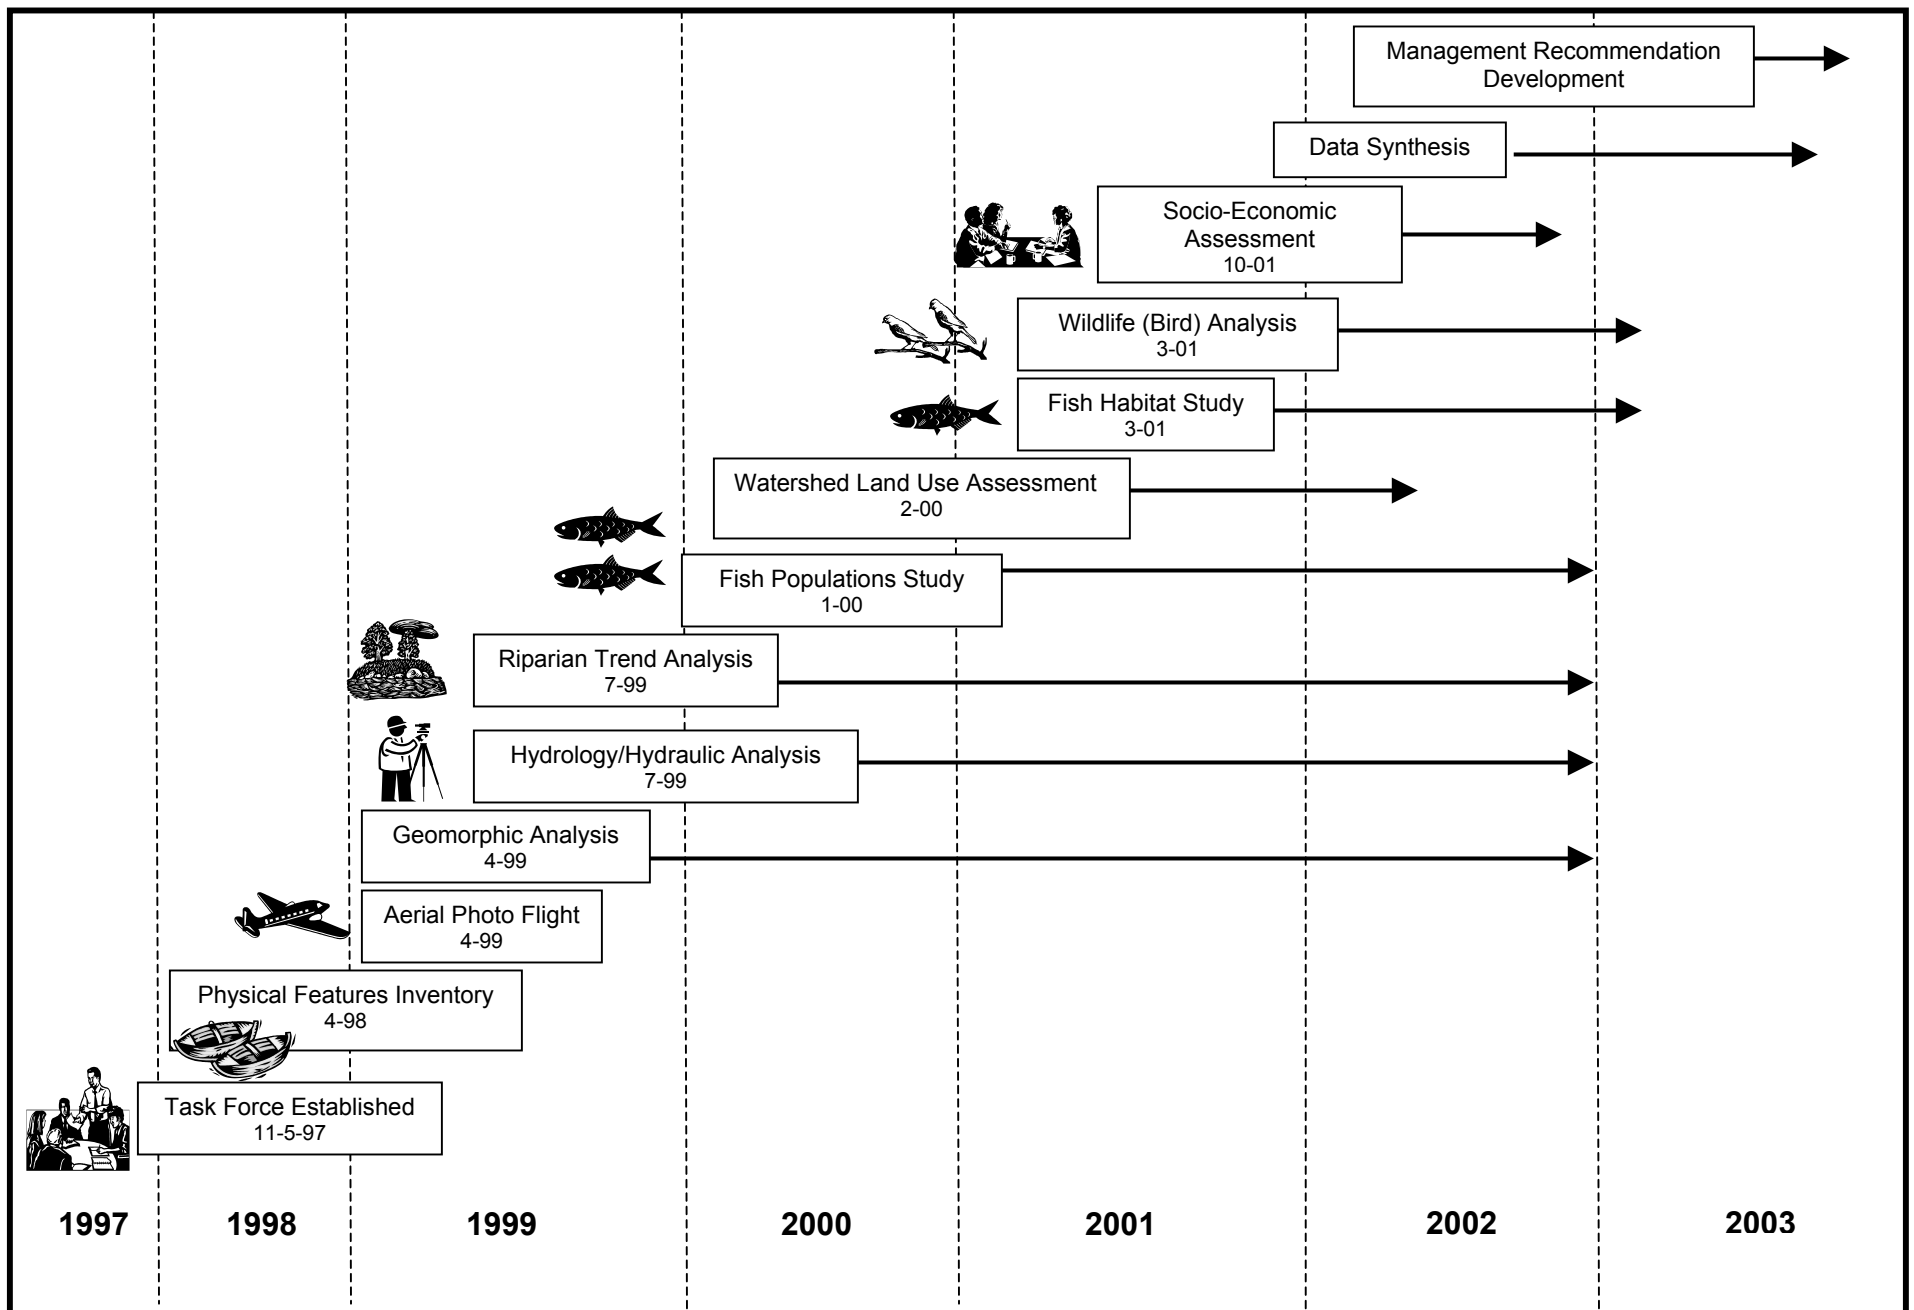 Management Recommendation
Development
Data Synthesis
Socio-Economic
Assessment
10-01
Wildlife (Bird) Analysis
3-01
Fish Habitat Study
3-01
Watershed Land Use Assessment
2-00
Fish Populations Study
1-00
Riparian Trend Analysis
7-99
Hydrology/Hydraulic Analysis
7-99
Geomorphic Analysis
4-99
Aerial Photo Flight
4-99
Physical Features Inventory
4-98
Task Force Established
11-5-97
1997 1998 1999 2000 2001 2002 2003